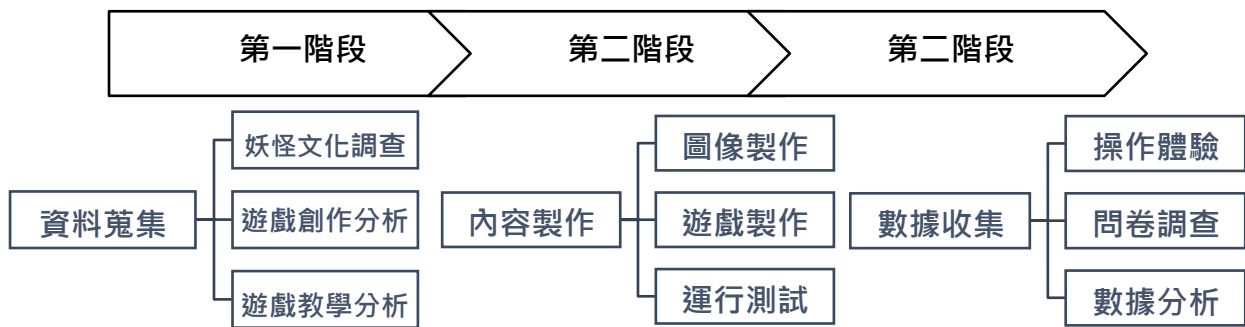 第一階段
第二階段
第二階段
妖怪文化調查
資料蒐集
遊戲創作分析
遊戲教學分析
圖像製作
內容製作
遊戲製作
運行測試
操作體驗
數據收集
問卷調查
數據分析